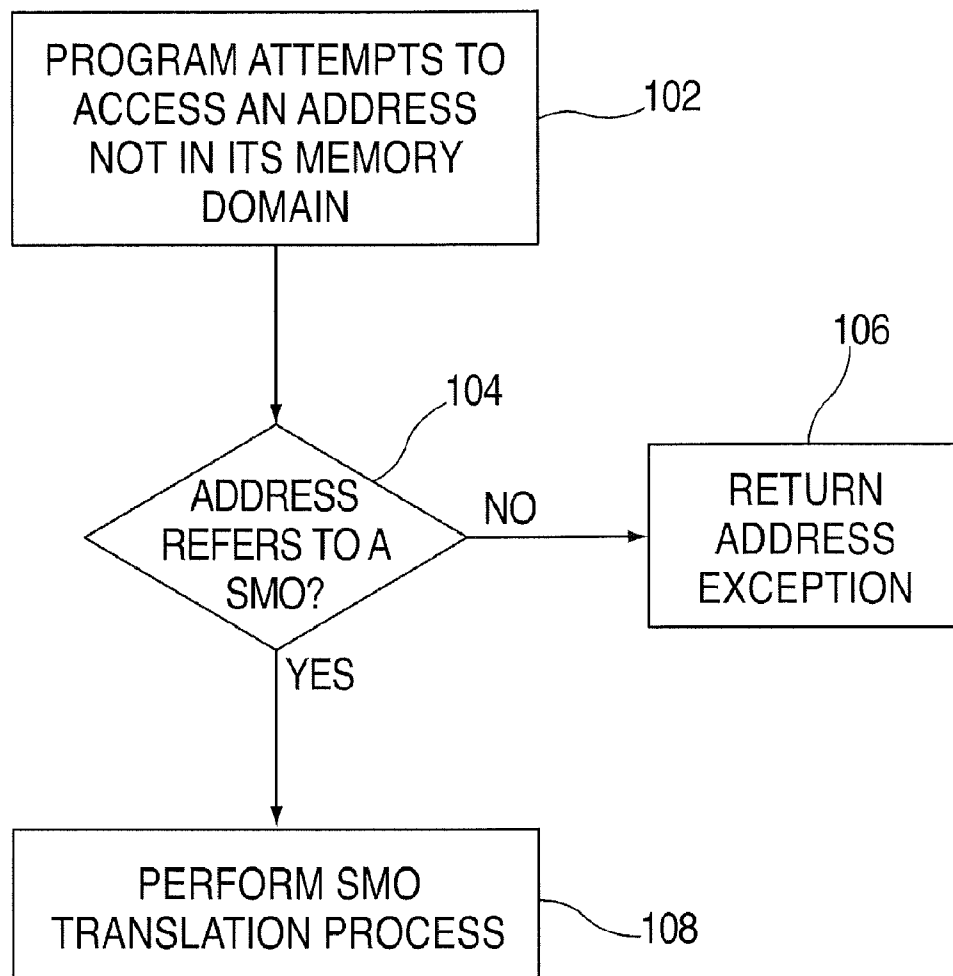 PROGRAM ATTEMPTS TO
ACCESS AN ADDRESS
NOT IN ITS MEMORY
DOMAIN
102
104
ADDRESS
REFERS TO A
SMO?
NO
106
RETURN
ADDRESS
EXCEPTION
YES
PERFORM SMO
TRANSLATION PROCESS
108